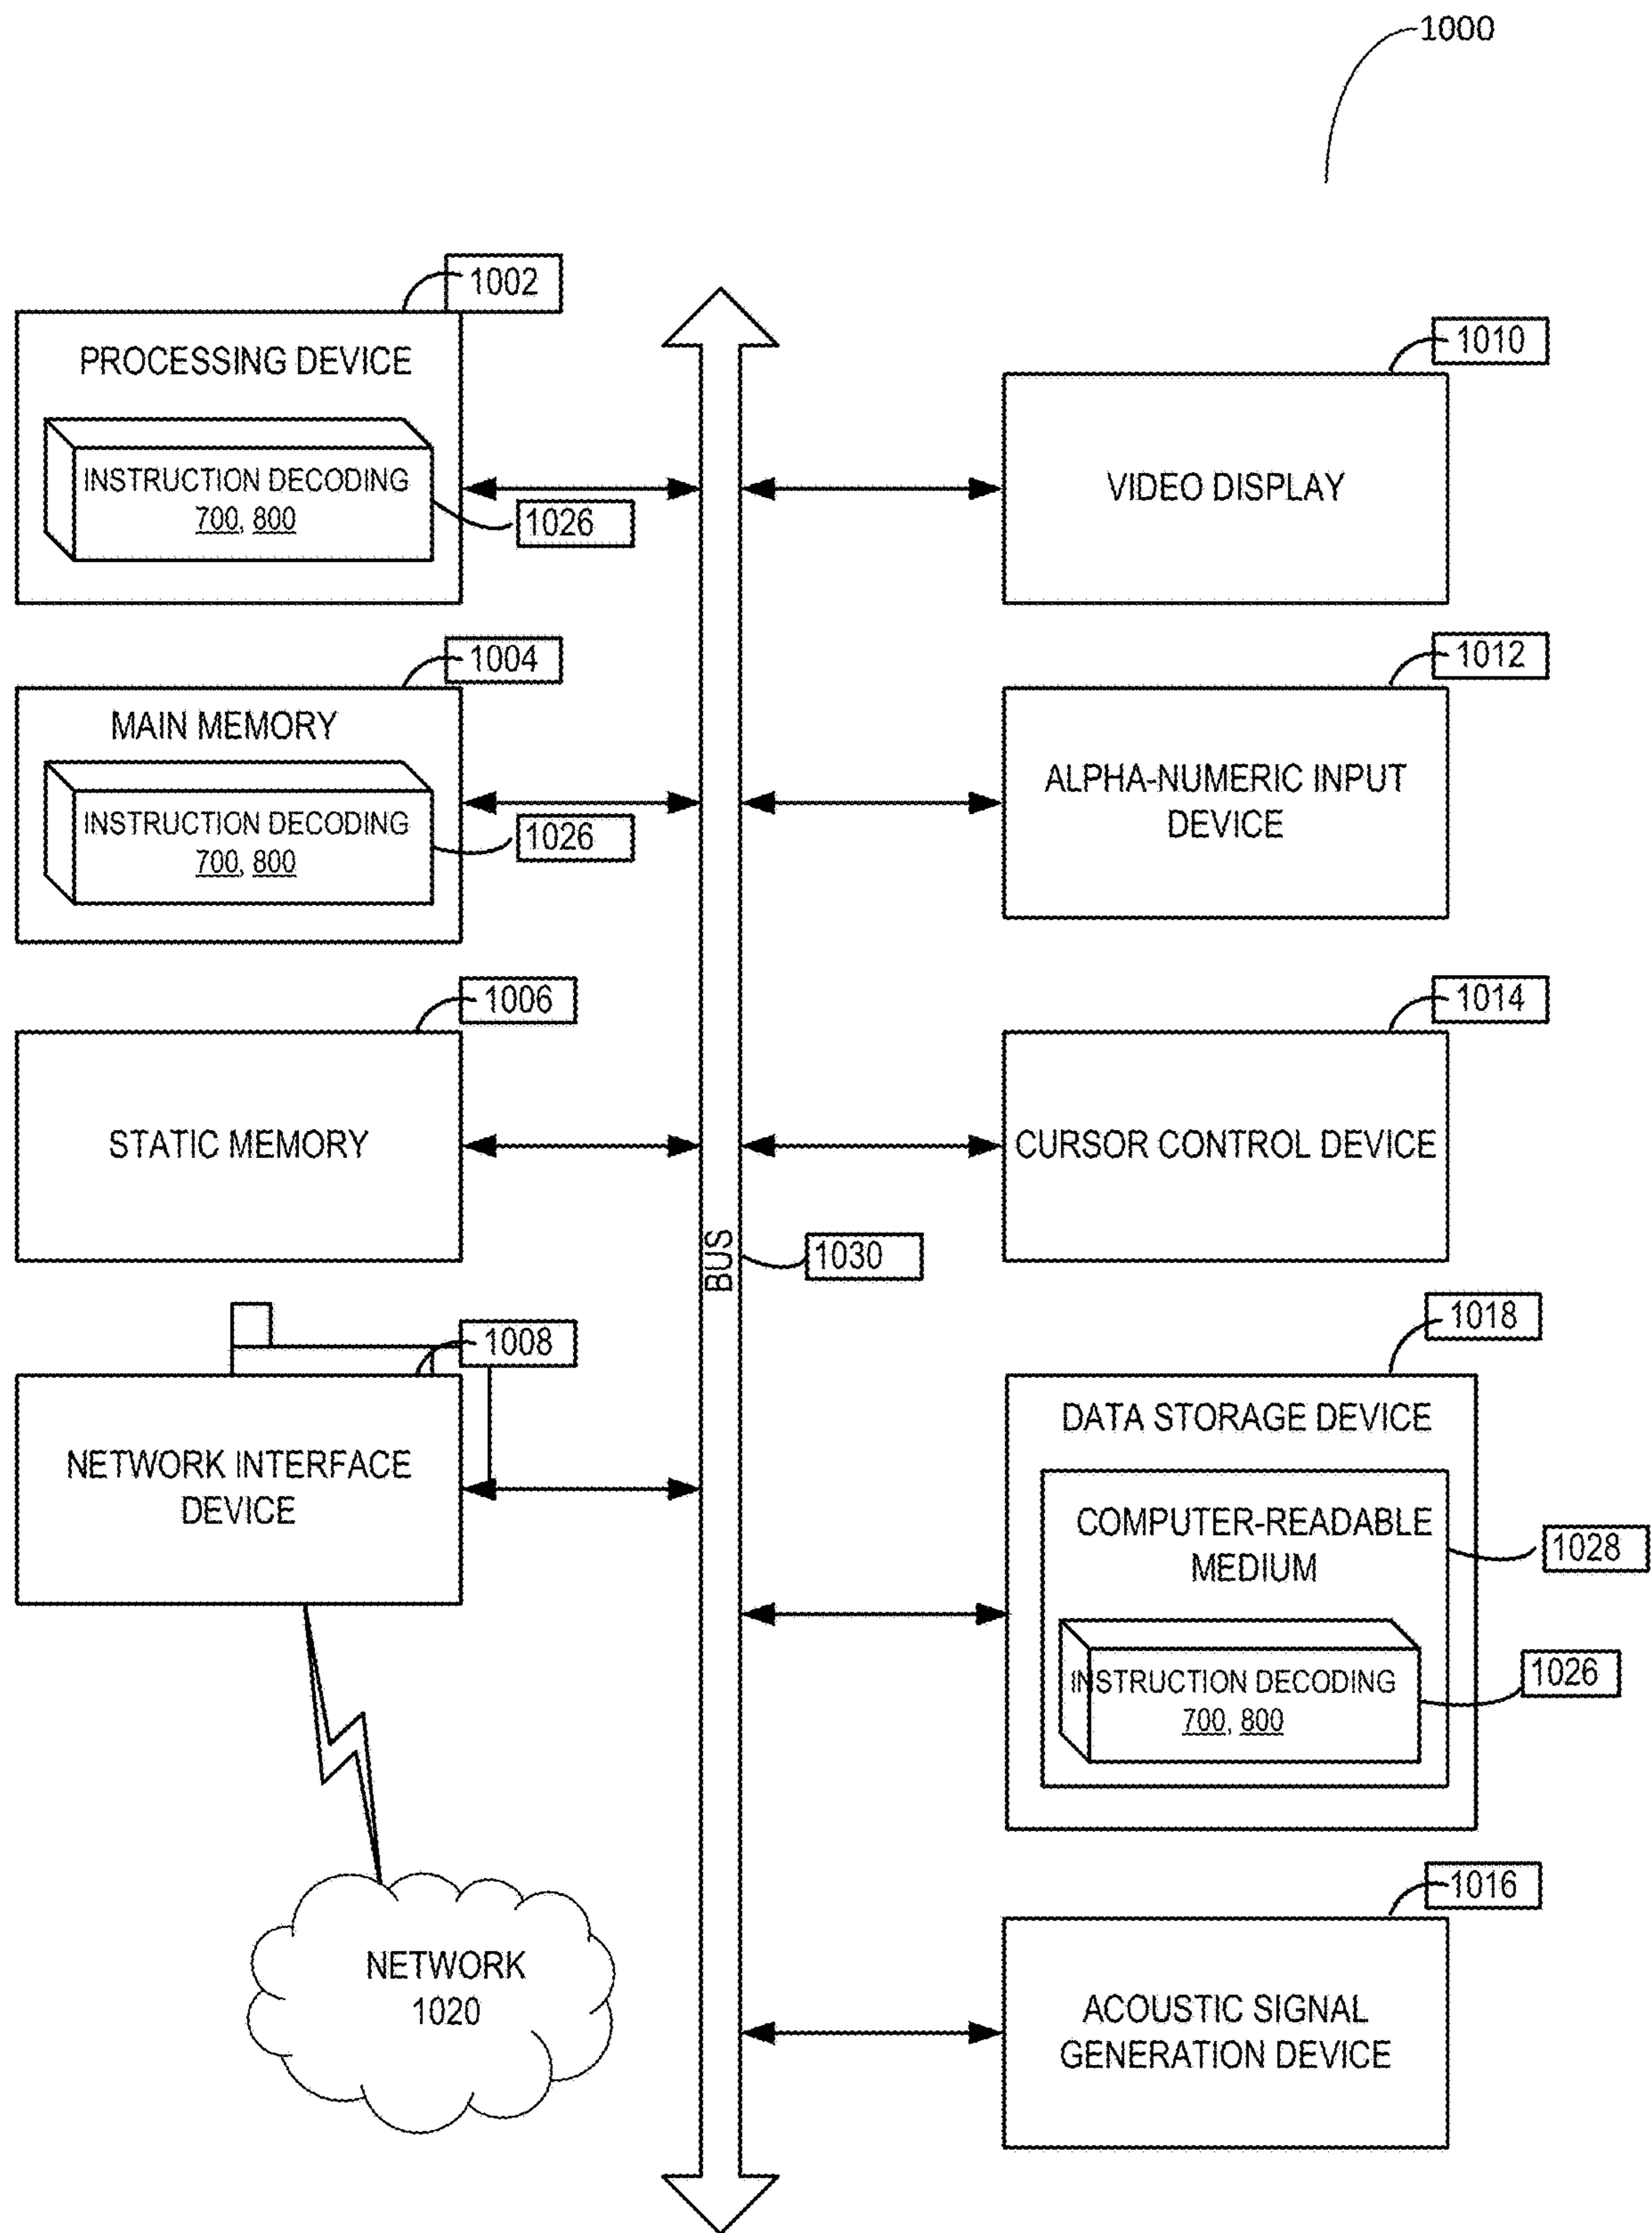 1000
1002
PROCESSING DEVICE
INSTRUCTION DECODING
700, 800
1026
1004
MAIN MEMORY
INSTRUCTION DECODING
700, 800
1026
1006
STATIC MEMORY
1008
NETWORK INTERFACE
DEVICE
NETWORK
1020
BUS
1030
1010
VIDEO DISPLAY
1012
ALPHA-NUMERIC INPUT
DEVICE
1014
CURSOR CONTROL DEVICE
1018
DATA STORAGE DEVICE
COMPUTER-READABLE
MEDIUM
1028
INSTRUCTION DECODING
700, 800
1026
1016
ACOUSTIC SIGNAL
GENERATION DEVICE